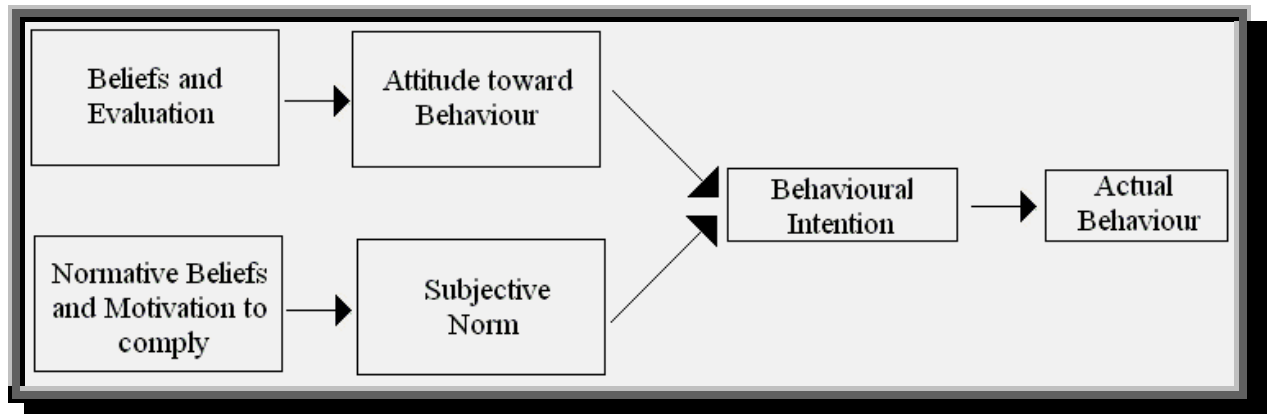 Beliefs and
Evaluation
Attitude toward
Behaviour
Normative Beliefs
and Motivation to
comply
Subjective
Norm
Behavioural
Intention
Actual
Behaviour